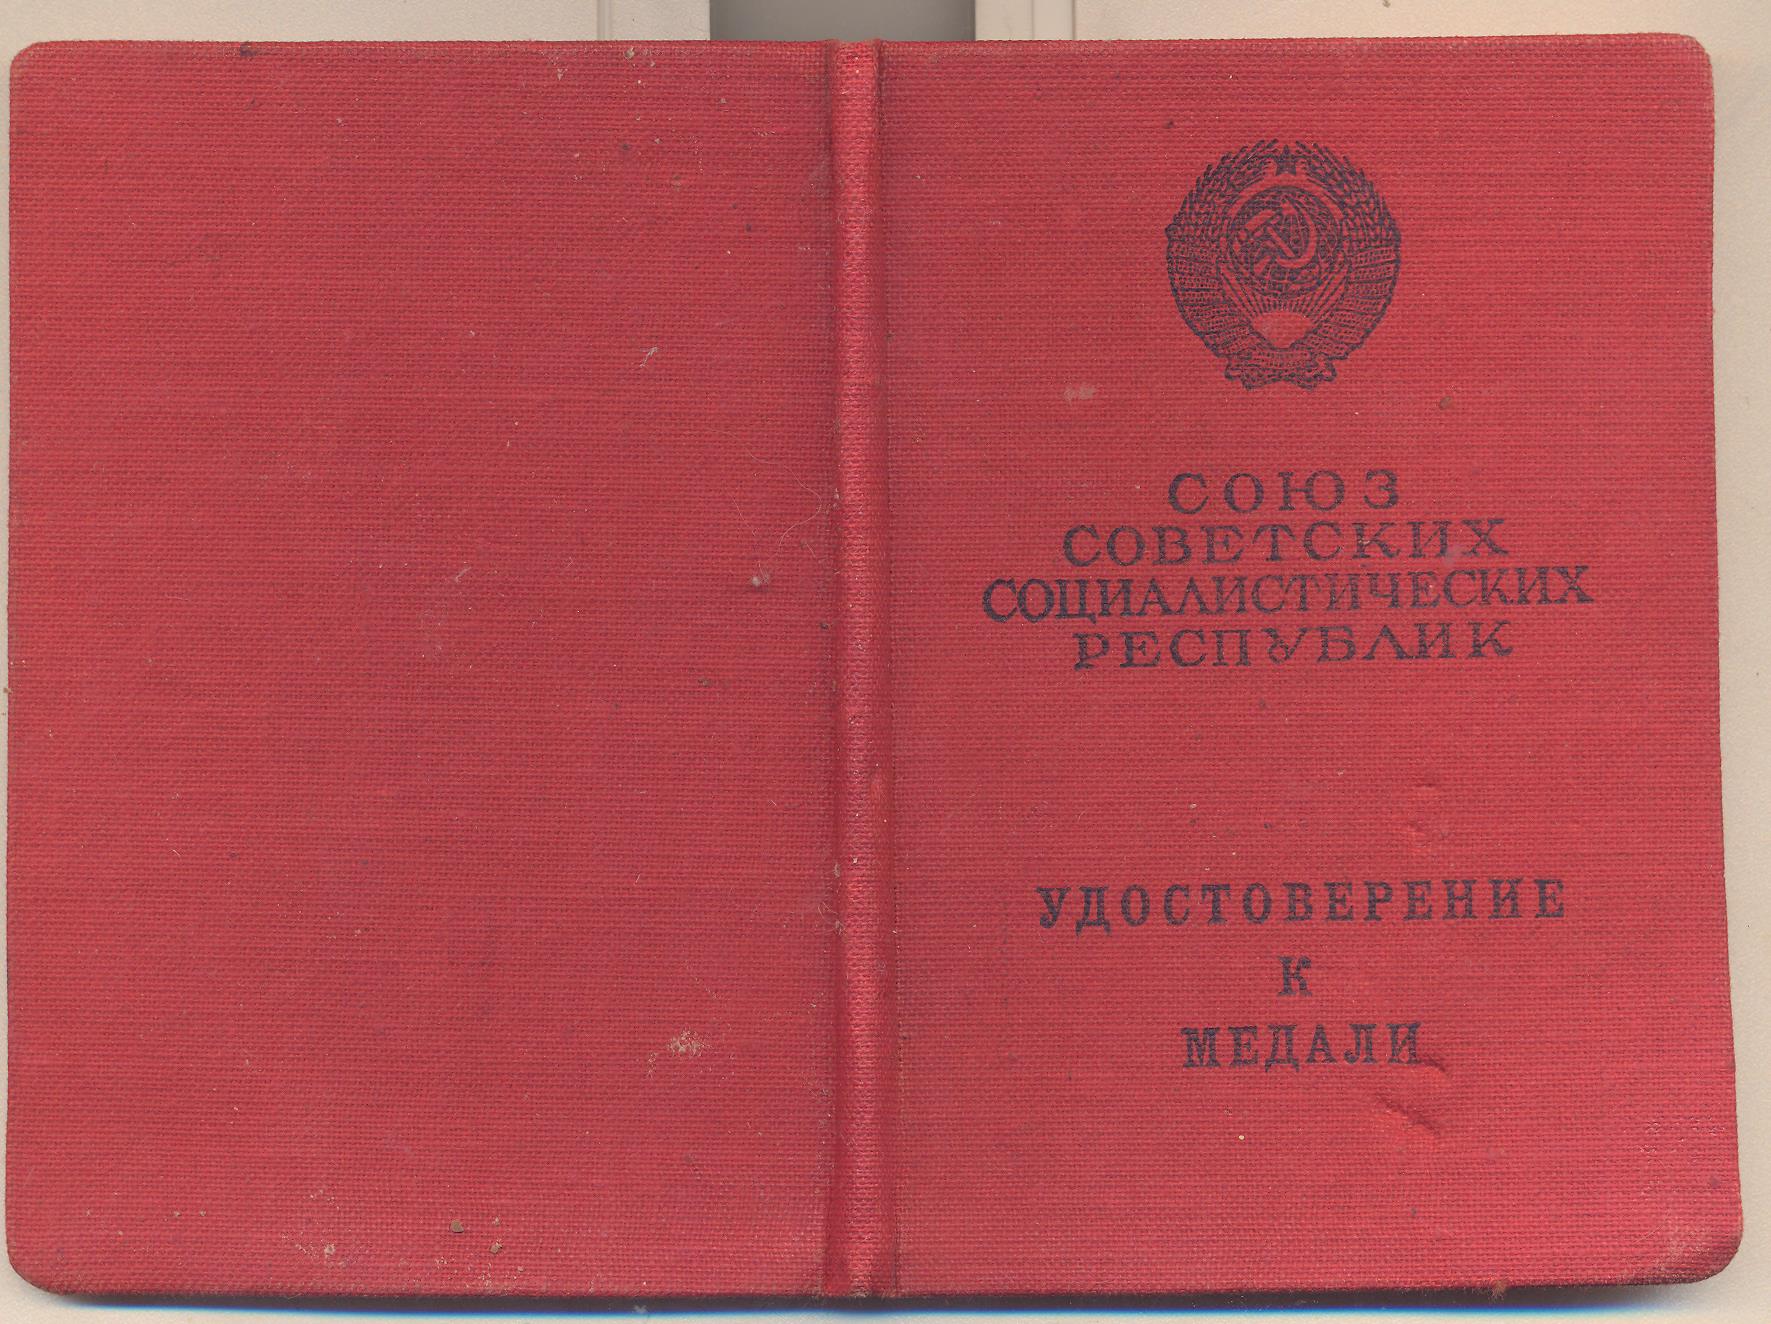 СОЮЗ
СОВЕТСКИХ
СОЦИАЛИСТИЧЕСКИХ
РЕСПУБЛИК
УДОСТОВЕРЕНИЕ
К
МЕДАЛИ